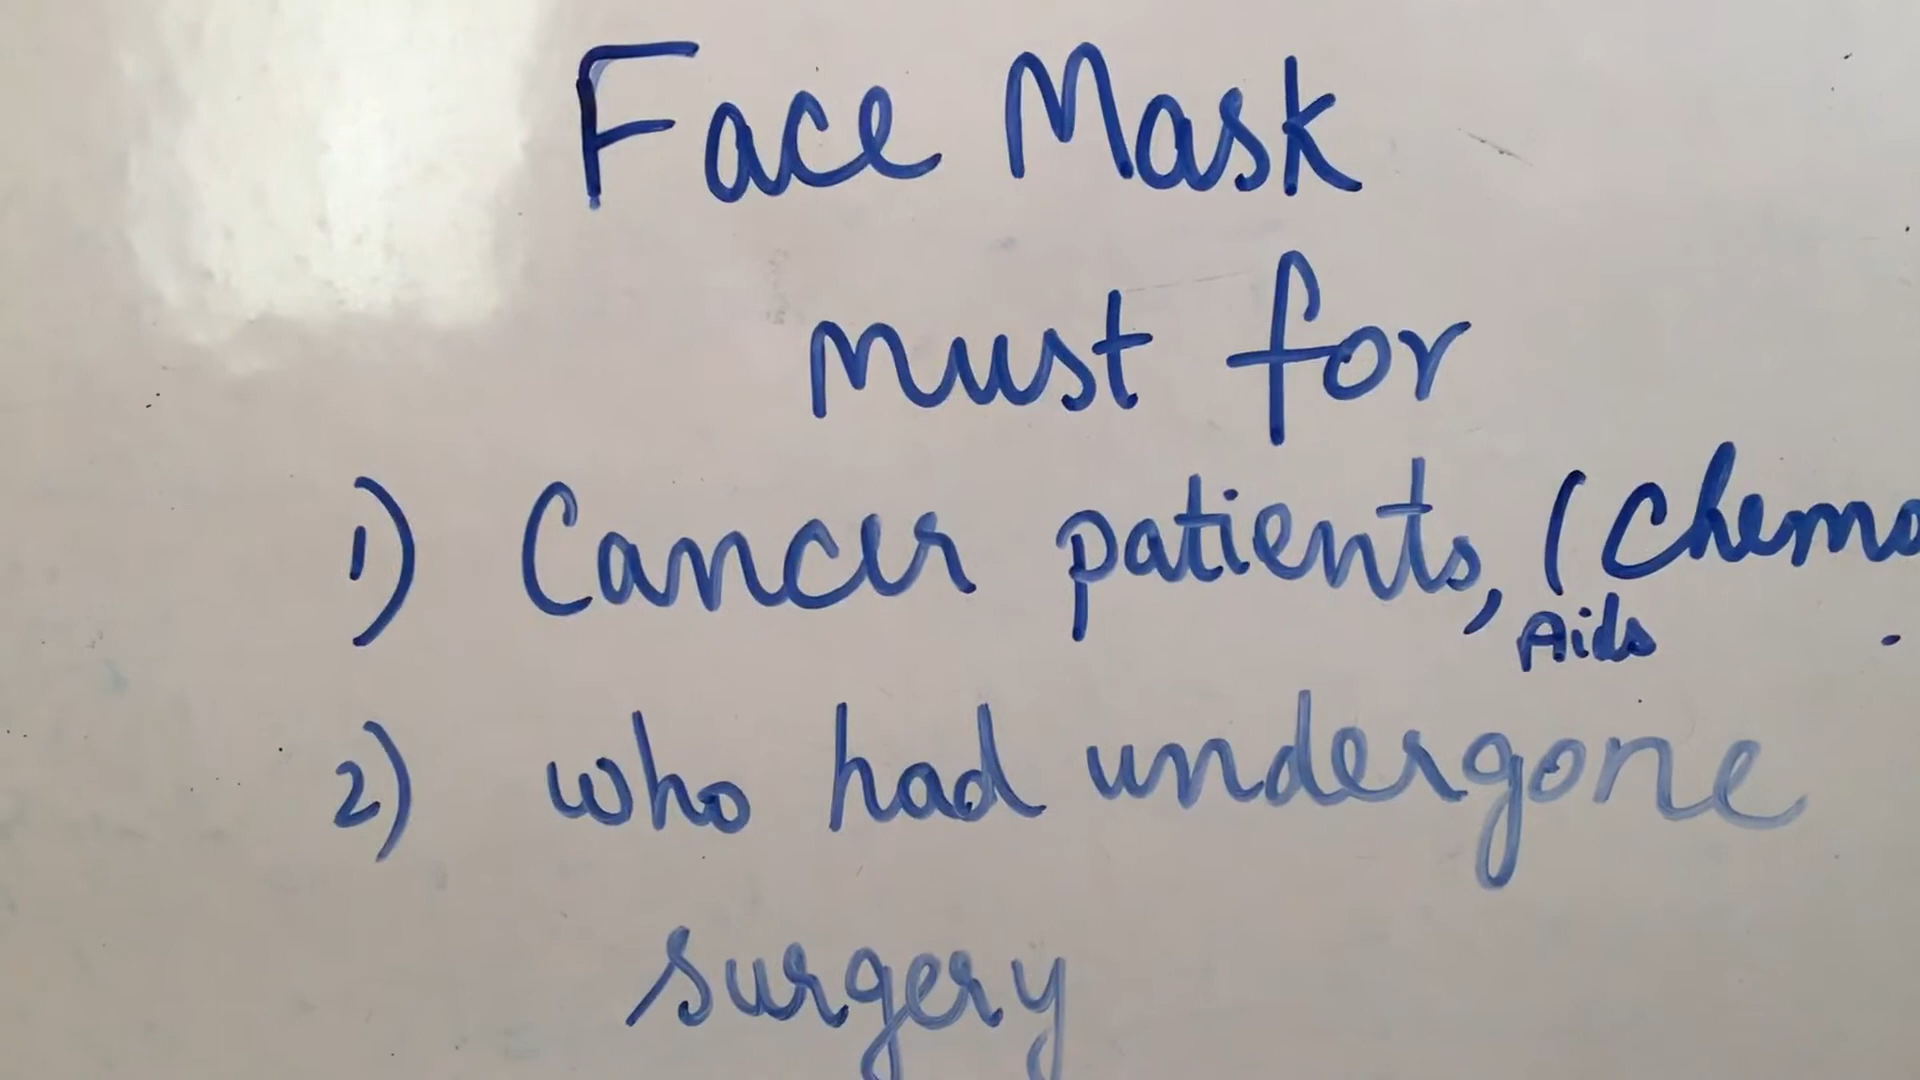 Face Mask
must for
1) Cancer patients, (Chemo
Aids
2) who had undergone
surgery